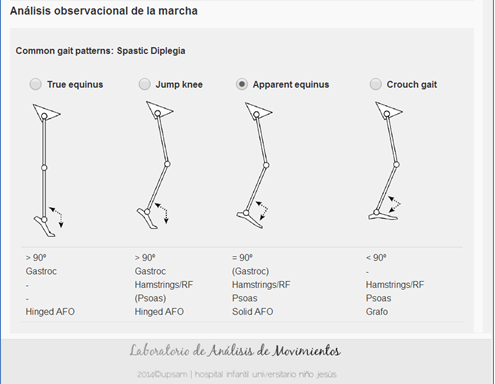 Análisis observacional de la marcha
Common gait patterns: Spastic Diplegia
True equinus Jump knee Apparent equinus Crouch gait
> 90º > 90º = 90º < 90º
Gastroc Gastroc (Gastroc) -
- Hamstrings/RF Hamstrings/RF Hamstrings/RF
- (Psoas) Psoas Psoas
Hinged AFO Hinged AFO Solid AFO Grafo
Laboratorio de Análisis de Movimientos
2014©upsam | hospital infantil universitario niño jesús